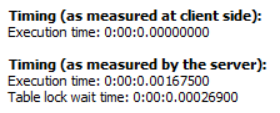 Timing (as measured at client side):
Execution time: 0:00:0.00000000
Timing (as measured by the server):
Execution time: 0:00:0.00167500
Table lock wait time: 0:00:0.00026900